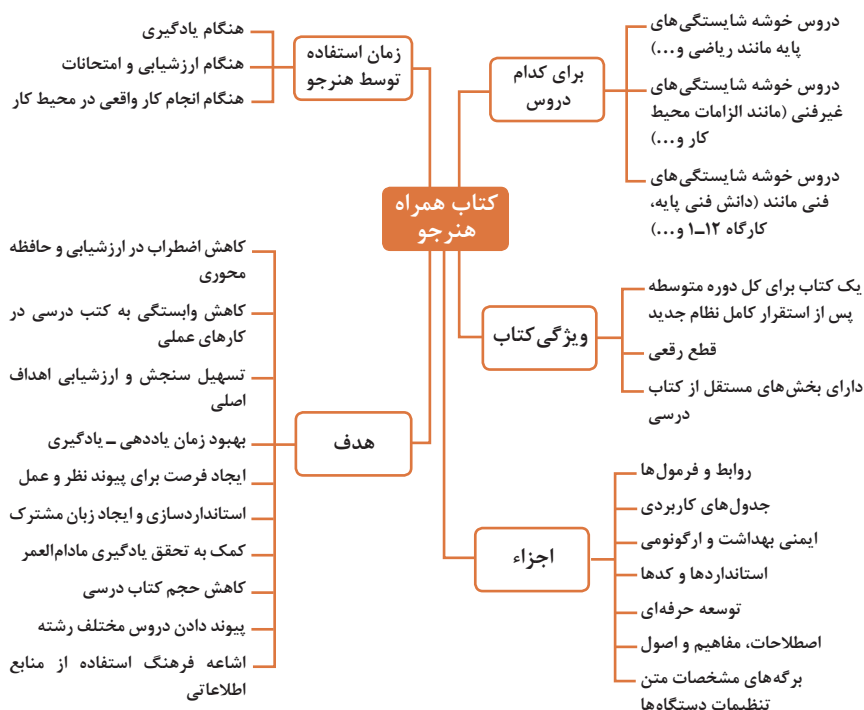 کتاب همراه
هنرجو
برای کدام
دروس
دروس خوشه شایستگی‌های
پایه مانند ریاضی و...)
دروس خوشه شایستگی‌های
غیرفنی (مانند الزامات محیط
کار و...)
دروس خوشه شایستگی‌های
فنی مانند (دانش فنی پایه،
کارگاه ۱۲ــ۱ و...)
ویژگی کتاب
یک کتاب برای کل دوره متوسطه
پس از استقرار کامل نظام جدید
قطع رقعی
دارای بخش‌های مستقل از کتاب
درسی
اجزاء
روابط و فرمول‌ها
جدول‌های کاربردی
ایمنی بهداشت و ارگونومی
استانداردها و کدها
توسعه حرفه‌ای
اصطلاحات، مفاهیم و اصول
برگه‌های مشخصات متن
تنظیمات دستگاه‌ها
زمان استفاده
توسط هنرجو
هنگام یادگیری
هنگام ارزشیابی و امتحانات
هنگام انجام کار واقعی در محیط کار
هدف
کاهش اضطراب در ارزشیابی و حافظه
محوری
کاهش وابستگی به کتب درسی در
کارهای عملی
تسهیل سنجش و ارزشیابی اهداف
اصلی
بهبود زمان یاددهی ــ یادگیری
ایجاد فرصت برای پیوند نظر و عمل
استانداردسازی و ایجاد زبان مشترک
کمک به تحقق یادگیری مادام‌العمر
کاهش حجم کتاب درسی
پیوند دادن دروس مختلف رشته
اشاعه فرهنگ استفاده از منابع
اطلاعاتی